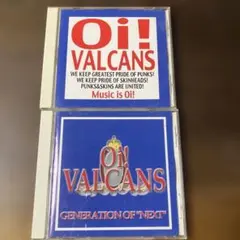 Oi!
VALCANS
WE KEEP GREATEST PRIDE OF PUNKS!
WE KEEP PRIDE OF SKINHEADS!
PUNKS&SKINS ARE UNITED!
Music is Oi!
Oi!
VALCANS
GENERATION OF "NEXT"